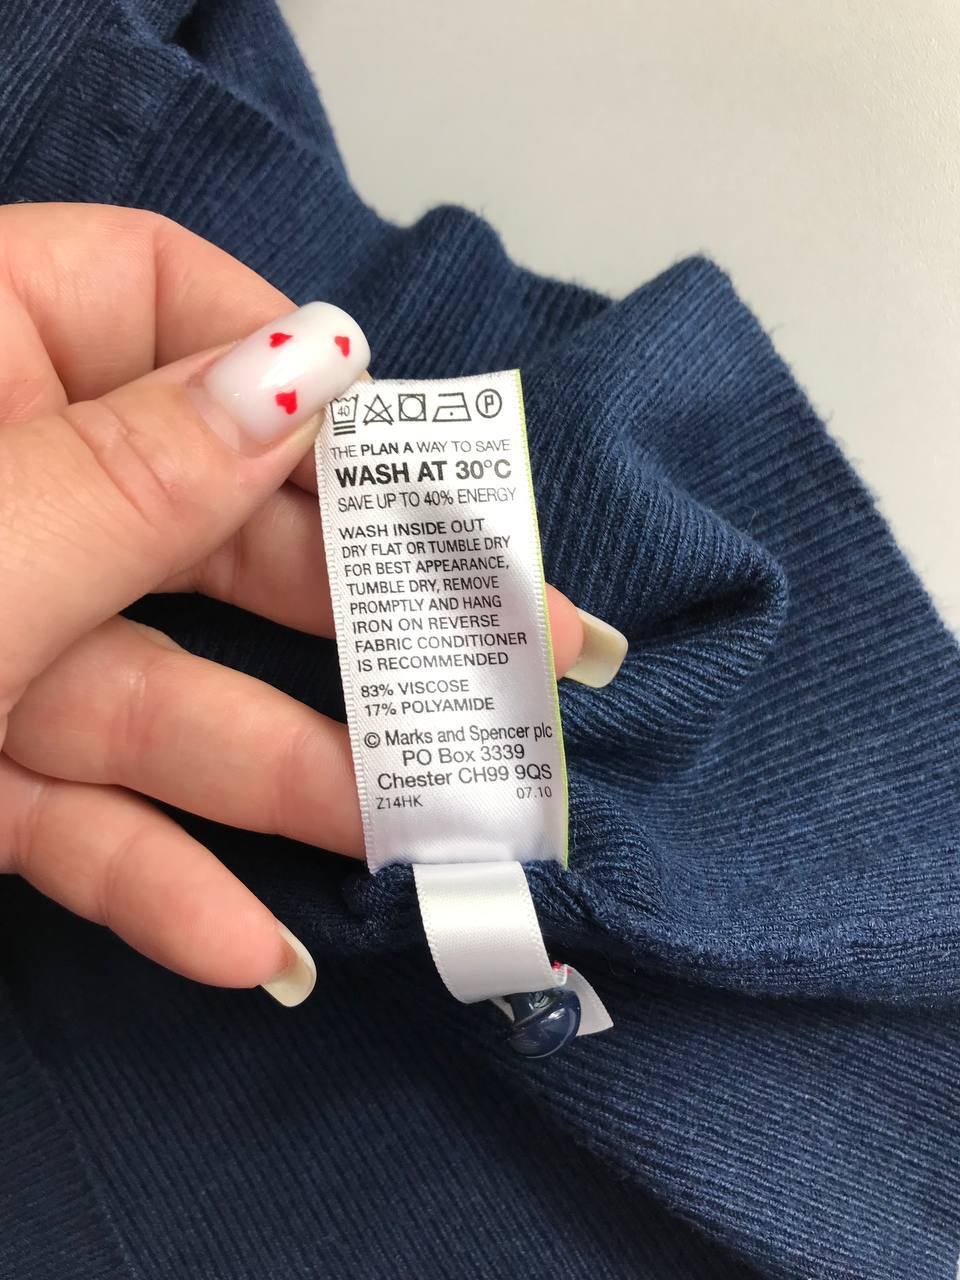 40 P
THE PLAN A WAY TO SAVE
WASH AT 30°C
SAVE UP TO 40% ENERGY
WASH INSIDE OUT
DRY FLAT OR TUMBLE DRY
FOR BEST APPEARANCE,
TUMBLE DRY, REMOVE
PROMPTLY AND HANG
IRON ON REVERSE
FABRIC CONDITIONER
IS RECOMMENDED
83% VISCOSE
17% POLYAMIDE
© Marks and Spencer plc
PO Box 3339
Chester CH99 9QS
Z14HK 07.10